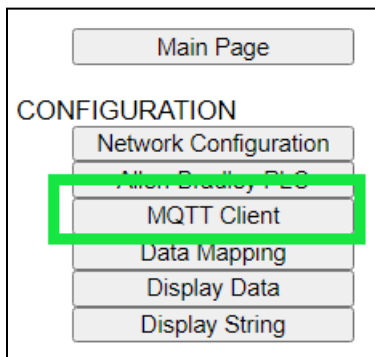 Main Page
CONFIGURATION
Network Configuration
Allen Bradley PLC
MQTT Client
Data Mapping
Display Data
Display String